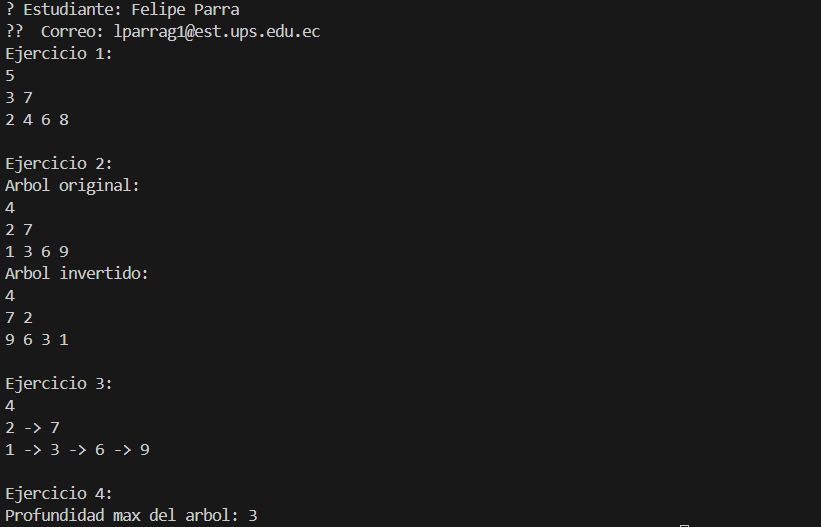 ? Estudiante: Felipe Parra
??  Correo: lparrag1@est.ups.edu.ec
Ejercicio 1:
5
3 7
2 4 6 8
Ejercicio 2:
Arbol original:
4
2 7
1 3 6 9
Arbol invertido:
4
7 2
9 6 3 1
Ejercicio 3:
4
2 -> 7
1 -> 3 -> 6 -> 9
Ejercicio 4:
Profundidad max del arbol: 3